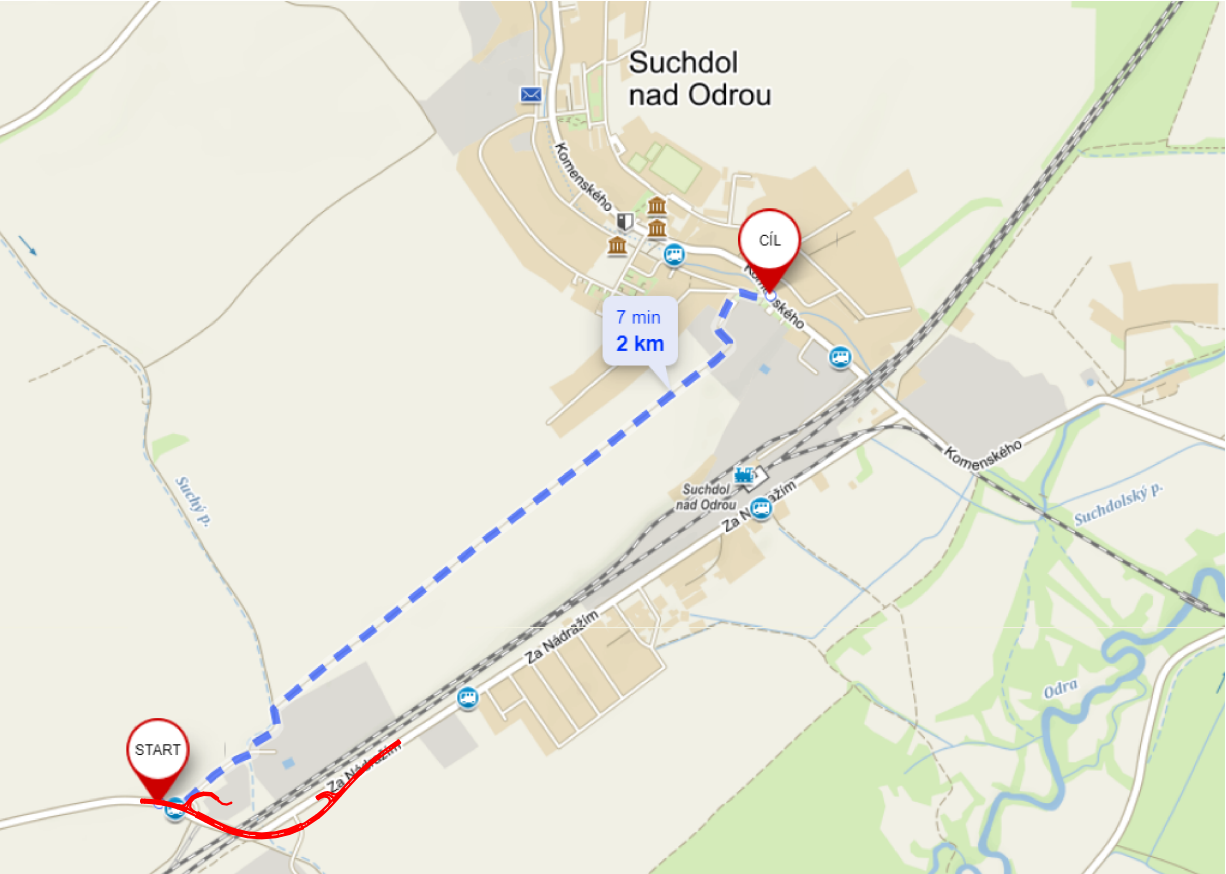 Suchdol
nad Odrou
Komenského
CÍL
Komenského
7 min
2 km
Komenského
Suchý p.
Suchdol
nad Odrou
Za Nádražím
Suchdolský p.
Za Nádražím
Odra
START
Za Nádražím